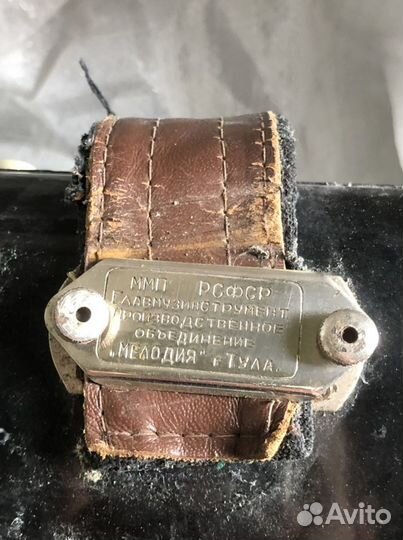 ММП РСФСР
ГЛАВМУЗИНСТРУМЕНТ
ПРОИЗВОДСТВЕННОЕ
ОБЪЕДИНЕНИЕ
„МЕЛОДИЯ" г ТУЛА.
Avito